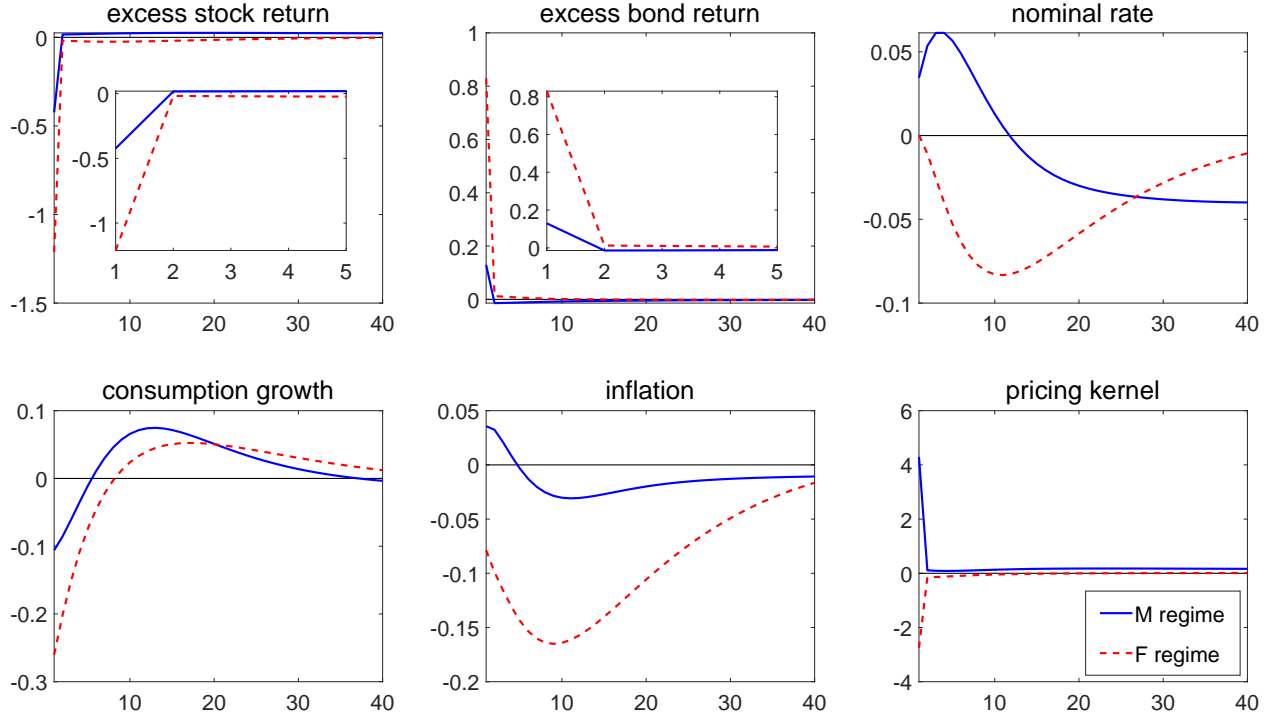 excess stock return
0
-0.5
-1
-1.5
10 20 30 40
0
-0.5
-1
1 2 3 4 5
excess bond return
1
0.8
0.6
0.4
0.2
0
10 20 30 40
0.8
0.6
0.4
0.2
0
1 2 3 4 5
nominal rate
0.05
0
-0.05
-0.1
10 20 30 40
consumption growth
0.1
0
-0.1
-0.2
-0.3
10 20 30 40
inflation
0.05
0
-0.05
-0.1
-0.15
-0.2
10 20 30 40
pricing kernel
6
4
2
0
-2
-4
10 20 30 40
M regime
F regime